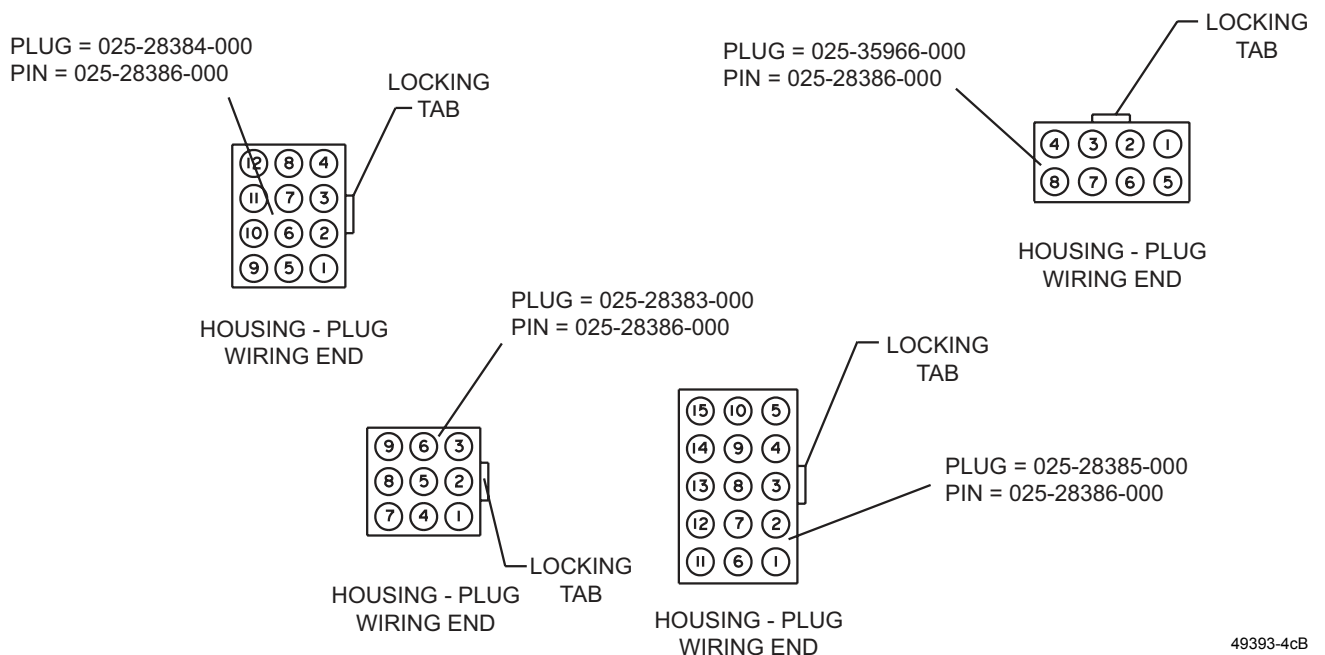 PLUG = 025-28384-000
PIN = 025-28386-000
LOCKING
TAB
12 8 4
11 7 3
10 6 2
9 5 1
HOUSING - PLUG
WIRING END
PLUG = 025-35966-000
PIN = 025-28386-000
LOCKING
TAB
4 3 2 1
8 7 6 5
HOUSING - PLUG
WIRING END
PLUG = 025-28383-000
PIN = 025-28386-000
9 6 3
8 5 2
7 4 1
LOCKING
TAB
HOUSING - PLUG
WIRING END
LOCKING
TAB
15 10 5
14 9 4
13 8 3
12 7 2
11 6 1
PLUG = 025-28385-000
PIN = 025-28386-000
HOUSING - PLUG
WIRING END
49393-4cB